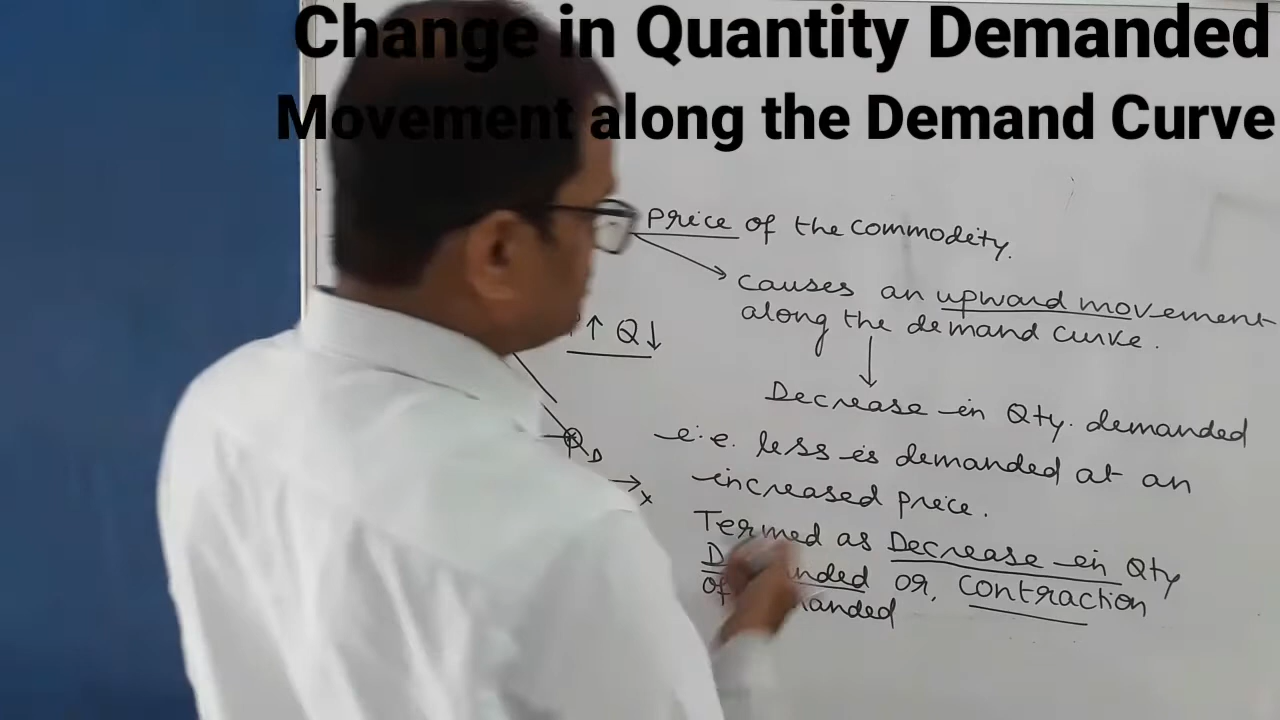 Change in Quantity Demanded
Movement along the Demand Curve
Price of the commodity.
causes an upward movement
along the demand curve.
↑ Q↓
Decrease in Qty. demanded
i.e. less is demanded at an
increased price.
D
X
Termed as Decrease in Qty
or, contraction
of